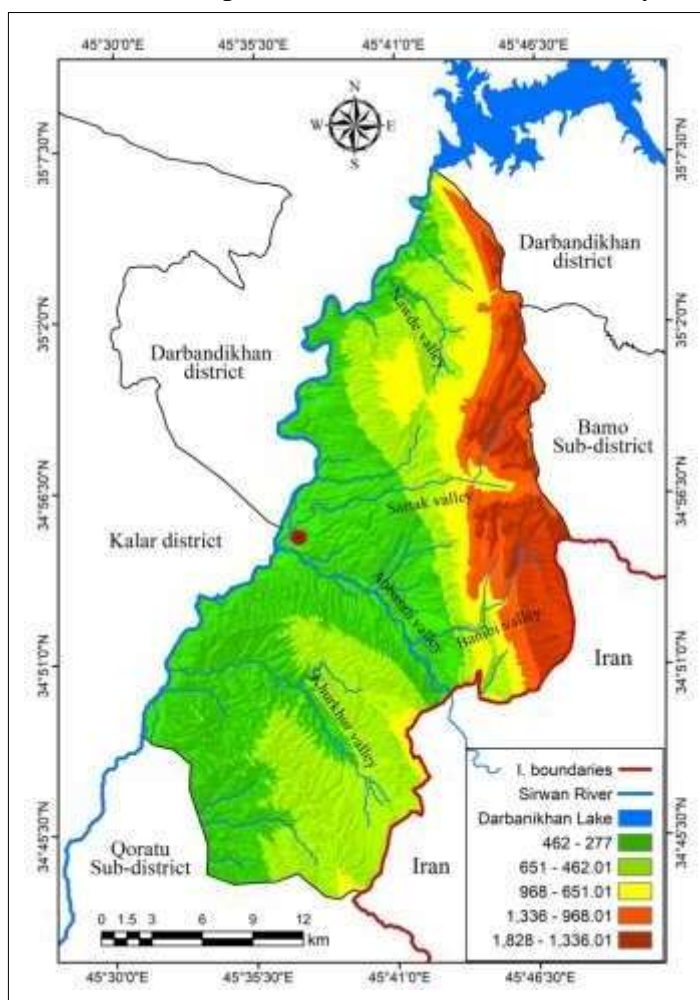 45°30'0"E 45°35'30"E 45°41'0"E 45°46'30"E
N
W E
S
35°7'30"N
35°7'30"N
Darbandikhan
district
35°2'0"N
35°2'0"N
Darbandikhan
district
valley
Bamo
Sub-district
34°56'30"N
34°56'30"N
valley
Kalar district
valley
valley
Iran
34°51'0"N
34°51'0"N
Khurkhur valley
Qoratu
Sub-district
Iran
34°45'30"N
34°45'30"N
I. boundaries
Sirwan River
Darbanikhan Lake
462 - 277
651 - 462.01
968 - 651.01
1,336 - 968.01
1,828 - 1,336.01
0 1.5 3 6 9 12
km
45°30'0"E 45°35'30"E 45°41'0"E 45°46'30"E